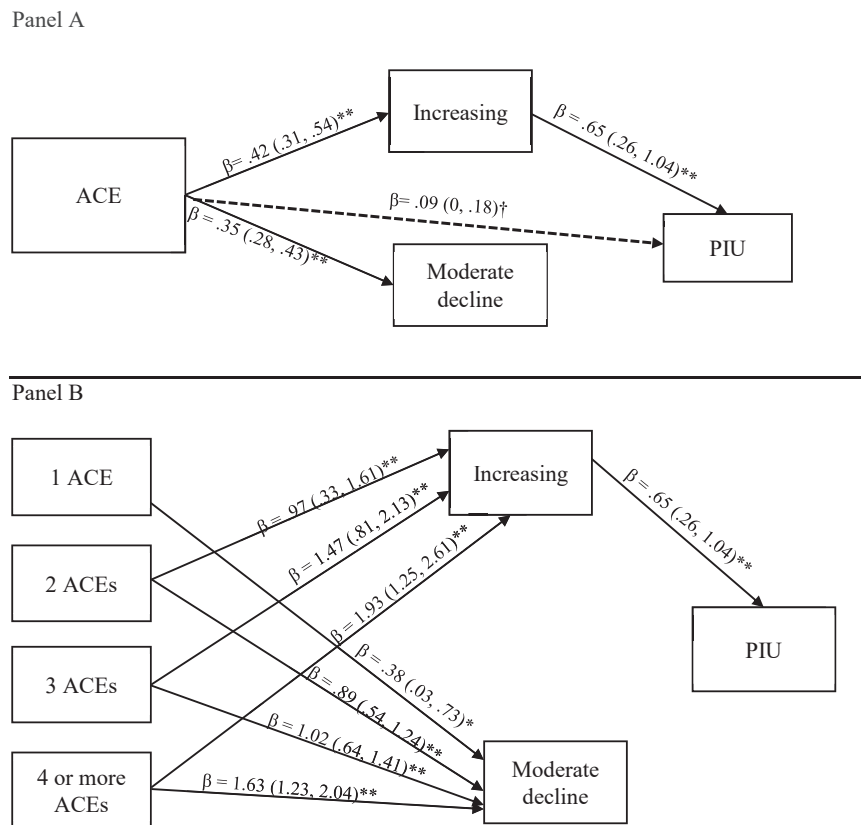 Panel A
Increasing
β= .42 (.31, .54)**
β = .65 (.26, 1.04)**
ACE
β= .09 (0, .18)†
β = .35 (.28, .43)**
PIU
Moderate
decline
Panel B
1 ACE
Increasing
β = .97 (.33, 1.61)**
β = .65 (.26, 1.04)**
β = 1.47 (.81, 2.13)**
2 ACEs
β = 1.93 (1.25, 2.61)**
PIU
3 ACEs
β = .38 (.03, .73)*
β = .89 (.54, 1.24)**
β = 1.02 (.64, 1.41)**
4 or more
ACEs
β = 1.63 (1.23, 2.04)**
Moderate
decline